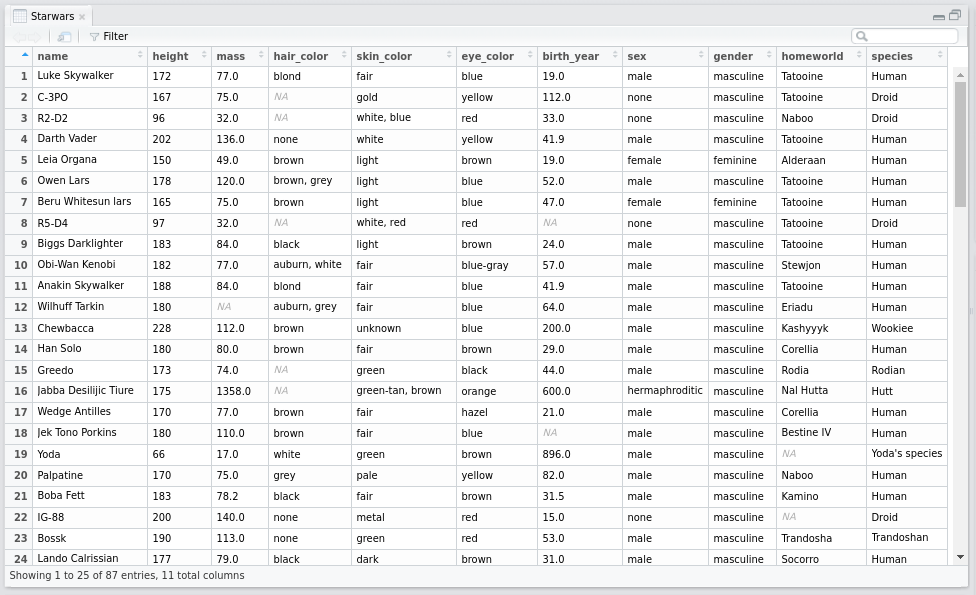 Starwars
Filter
name height mass hair_color skin_color eye_color birth_year sex gender homeworld species
1 Luke Skywalker 172 77.0 blond fair blue 19.0 male masculine Tatooine Human
2 C-3PO 167 75.0 NA gold yellow 112.0 none masculine Tatooine Droid
3 R2-D2 96 32.0 NA white, blue red 33.0 none masculine Naboo Droid
4 Darth Vader 202 136.0 none white yellow 41.9 male masculine Tatooine Human
5 Leia Organa 150 49.0 brown light brown 19.0 female feminine Alderaan Human
6 Owen Lars 178 120.0 brown, grey light blue 52.0 male masculine Tatooine Human
7 Beru Whitesun lars 165 75.0 brown light blue 47.0 female feminine Tatooine Human
8 R5-D4 97 32.0 NA white, red red NA none masculine Tatooine Droid
9 Biggs Darklighter 183 84.0 black light brown 24.0 male masculine Tatooine Human
10 Obi-Wan Kenobi 182 77.0 auburn, white fair blue-gray 57.0 male masculine Stewjon Human
11 Anakin Skywalker 188 84.0 blond fair blue 41.9 male masculine Tatooine Human
12 Wilhuff Tarkin 180 NA auburn, grey fair blue 64.0 male masculine Eriadu Human
13 Chewbacca 228 112.0 brown unknown blue 200.0 male masculine Kashyyyk Wookiee
14 Han Solo 180 80.0 brown fair brown 29.0 male masculine Corellia Human
15 Greedo 173 74.0 NA green black 44.0 male masculine Rodia Rodian
16 Jabba Desilijic Tiure 175 1358.0 NA green-tan, brown orange 600.0 hermaphroditic masculine Nal Hutta Hutt
17 Wedge Antilles 170 77.0 brown fair hazel 21.0 male masculine Corellia Human
18 Jek Tono Porkins 180 110.0 brown fair blue NA male masculine Bestine IV Human
19 Yoda 66 17.0 white green brown 896.0 male masculine NA Yoda's species
20 Palpatine 170 75.0 grey pale yellow 82.0 male masculine Naboo Human
21 Boba Fett 183 78.2 black fair brown 31.5 male masculine Kamino Human
22 IG-88 200 140.0 none metal red 15.0 none masculine NA Droid
23 Bossk 190 113.0 none green red 53.0 male masculine Trandosha Trandoshan
24 Lando Calrissian 177 79.0 black dark brown 31.0 male masculine Socorro Human
Showing 1 to 25 of 87 entries, 11 total columns